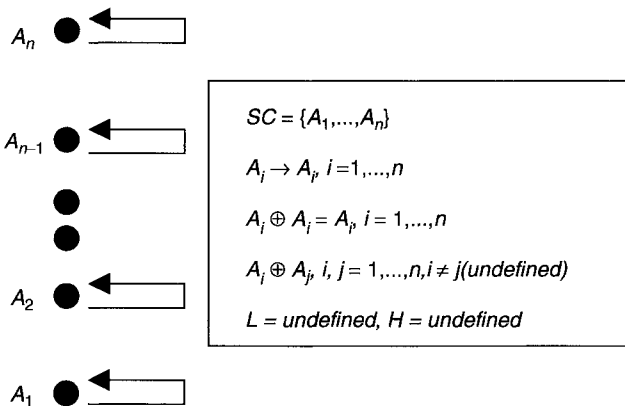 Aₙ
Aₙ₋₁
A₂
A₁
SC = {A₁,...,Aₙ}
Aᵢ → Aᵢ, i =1,...,n
Aᵢ ⊕ Aᵢ = Aᵢ, i = 1,...,n
Aᵢ ⊕ Aⱼ, i, j = 1,...,n,i ≠ j(undefined)
L = undefined, H = undefined